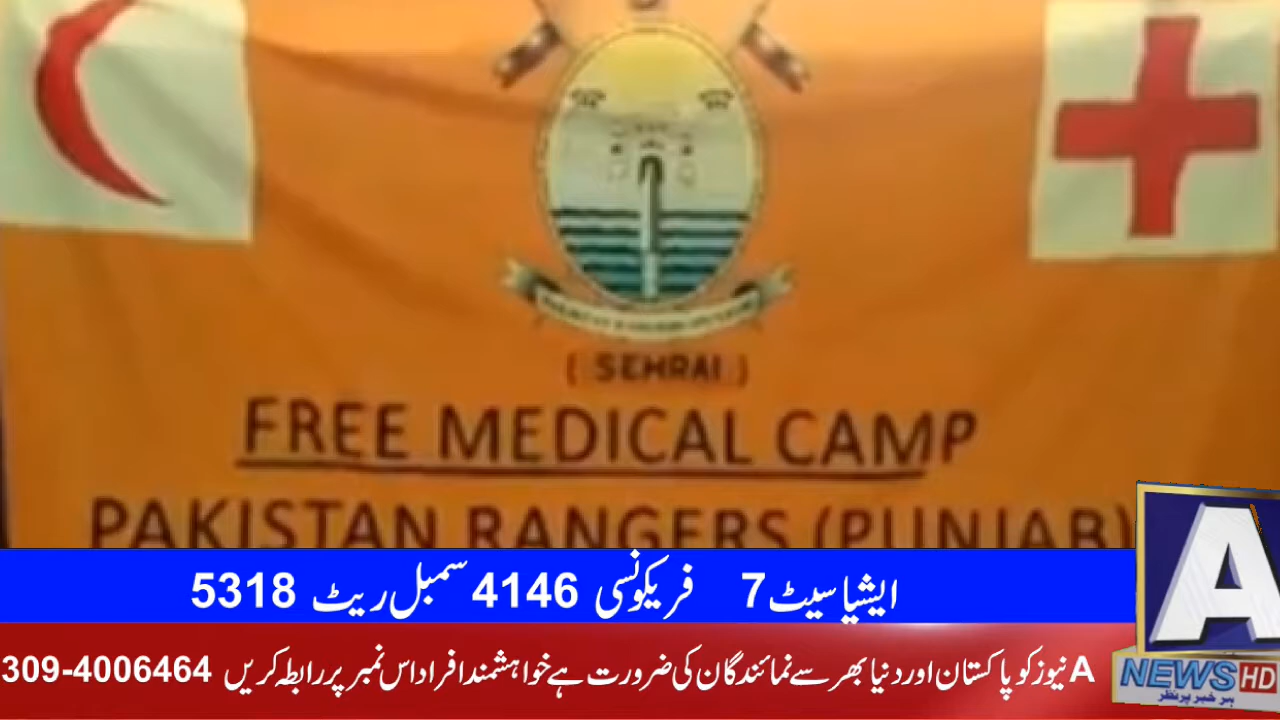 ( SEHRAI )
FREE MEDICAL CAMP
PAKISTAN RANGERS (PUNJAB)
ایشیا سیٹ 7 فریکونسی 4146 سمبل ریٹ 5318
A نیوز کو پاکستان اور دنیا بھر سے نمائندگان کی ضرورت ہے خواہشمند افراد اس نمبر پر رابطہ کریں 309-4006464
A
NEWS HD
ہر خبر پر نظر